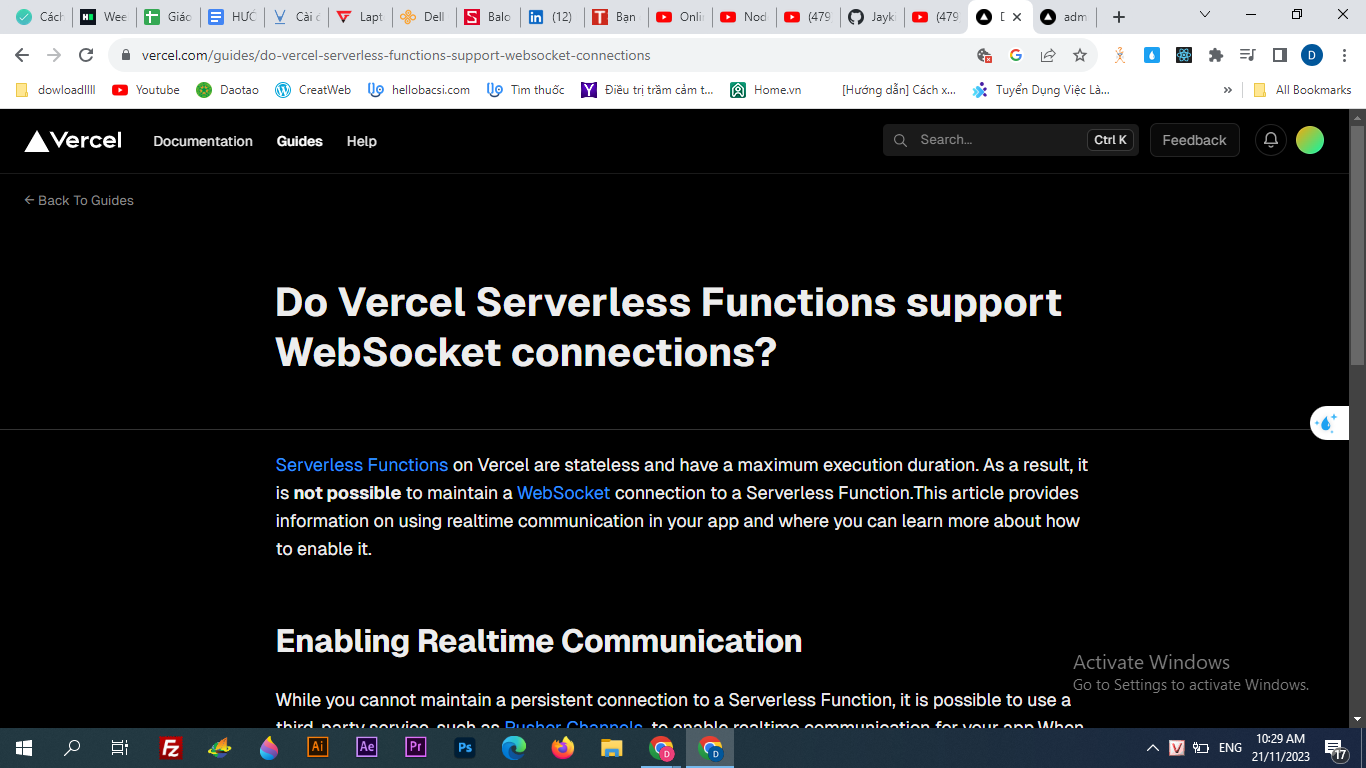 Cách
Wee
Giáo
HƯỚ
Cài
Lapt
Dell
Balo
(12)
Bạn
Onli
Nod
(479
Jayk
(479
adm
vercel.com/guides/do-vercel-serverless-functions-support-websocket-connections
D
dowloadllll
Youtube
Daotao
CreatWeb
hellobacsi.com
Tìm thuốc
Điều trị trầm cảm t...
Home.vn
[Hướng dẫn] Cách x...
Tuyển Dụng Việc Là...
»
All Bookmarks
Vercel
Documentation
Guides
Help
Search...
Ctrl K
Feedback
← Back To Guides
Do Vercel Serverless Functions support
WebSocket connections?
Serverless Functions on Vercel are stateless and have a maximum execution duration. As a result, it
is not possible to maintain a WebSocket connection to a Serverless Function.This article provides
information on using realtime communication in your app and where you can learn more about how
to enable it.
Enabling Realtime Communication
While you cannot maintain a persistent connection to a Serverless Function, it is possible to use a
third-party service, such as Pusher Channels, to enable realtime communication for your app.When
Activate Windows
Go to Settings to activate Windows.
Fz
Ai
Ae
Pr
Ps
D
D
V
ENG
10:29 AM
21/11/2023
17